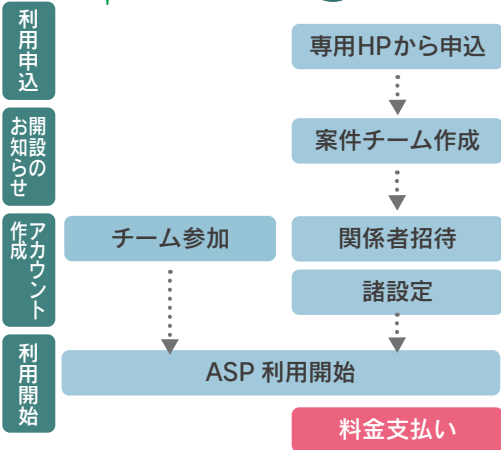 利用申込
専用HPから申込
開設の
お知らせ
案件チーム作成
アカウント
作成
チーム参加
関係者招待
諸設定
利用開始
ASP 利用開始
料金支払い